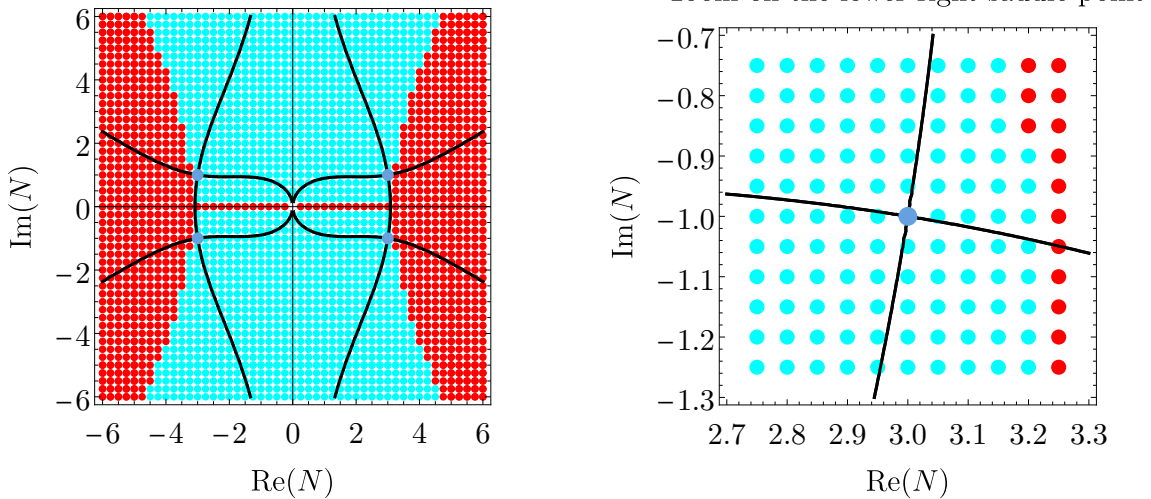 zoom on the lower right saddle point
6
4
2
0
−2
−4
−6
Im(N)
−6 −4 −2 0 2 4 6
Re(N)
−0.7
−0.8
−0.9
−1.0
−1.1
−1.2
−1.3
Im(N)
2.7 2.8 2.9 3.0 3.1 3.2 3.3
Re(N)